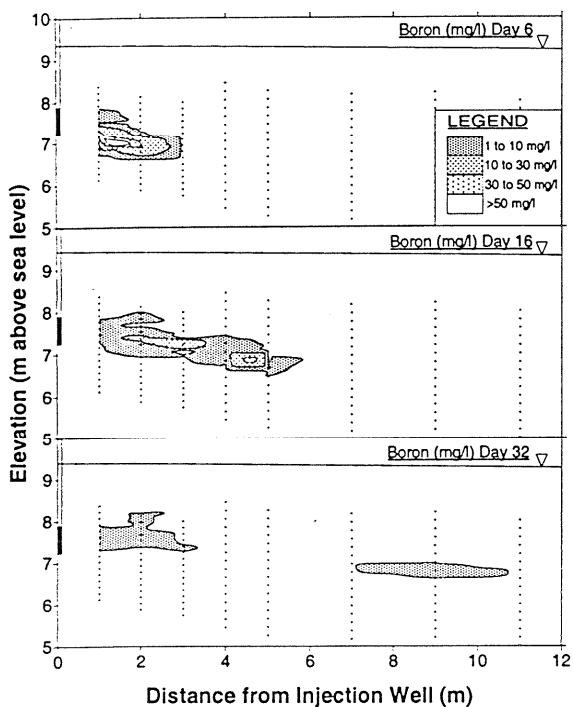 Boron (mg/l) Day 6
10
9
8
7
6
5
LEGEND
1 to 10 mg/l
10 to 30 mg/l
30 to 50 mg/l
>50 mg/l
Boron (mg/l) Day 16
9
8
7
6
5
Boron (mg/l) Day 32
9
8
7
6
5
0
2
4
6
8
10
12
Elevation (m above sea level)
Distance from Injection Well (m)